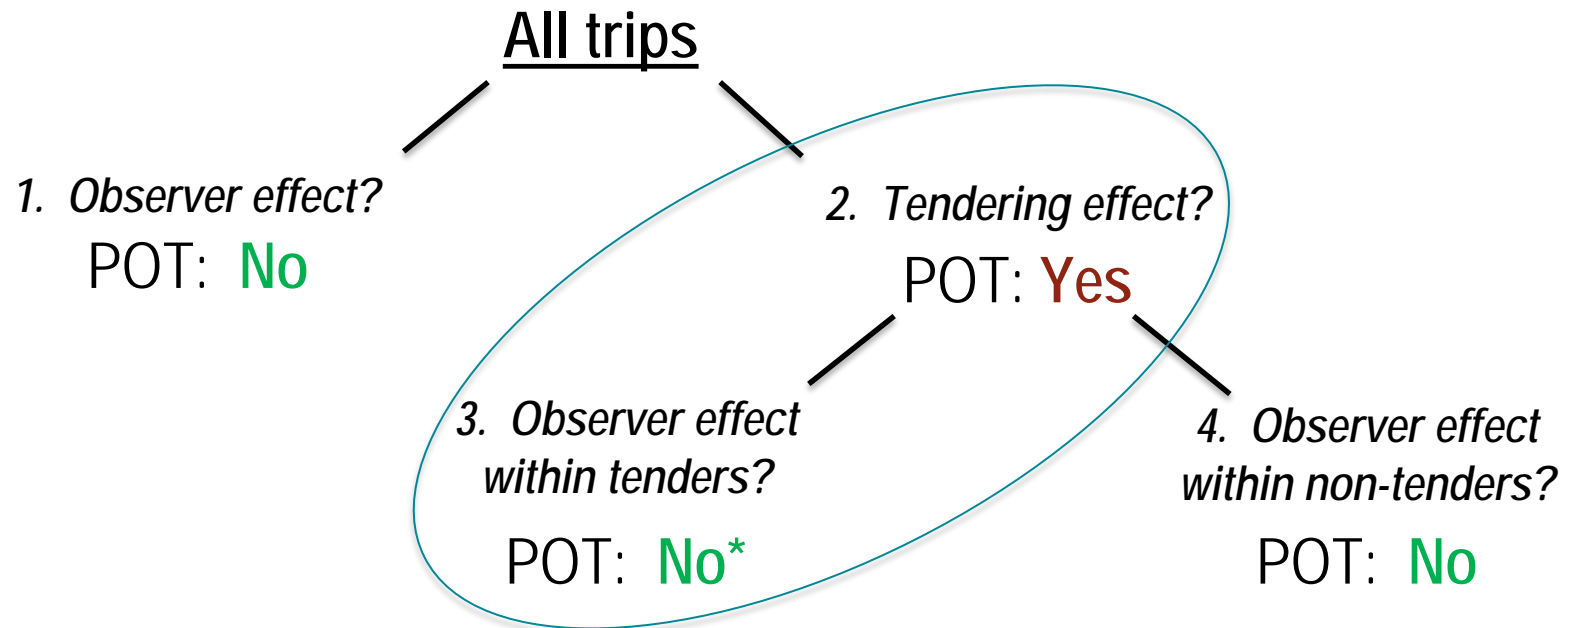 All trips
1. Observer effect?
POT: No
2. Tendering effect?
POT: Yes
3. Observer effect
within tenders?
POT: No*
4. Observer effect
within non-tenders?
POT: No